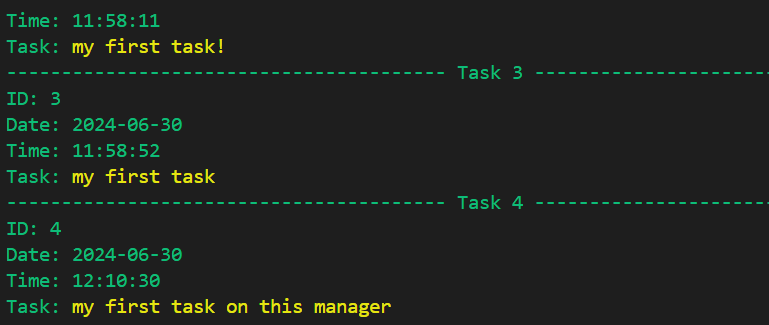 Time: 11:58:11
Task: my first task!
---------------------------------------- Task 3 ----------------------
ID: 3
Date: 2024-06-30
Time: 11:58:52
Task: my first task
---------------------------------------- Task 4 ----------------------
ID: 4
Date: 2024-06-30
Time: 12:10:30
Task: my first task on this manager